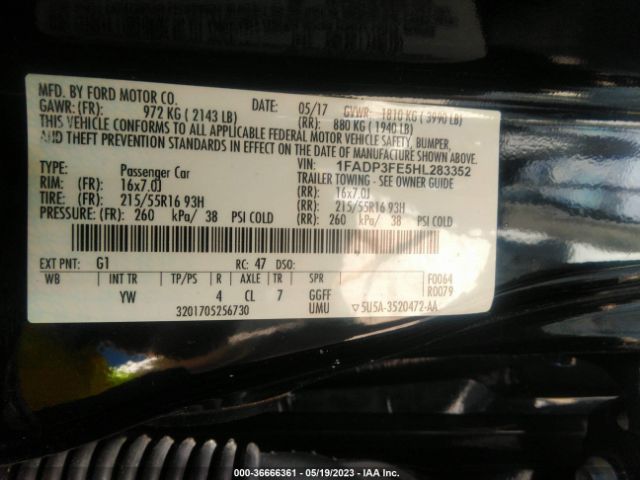 MFD. BY FORD MOTOR CO.
DATE: 05/17 GVWR: 1810 KG ( 3990 LB)
GAWR: (FR): 972 KG ( 2143 LB) (RR): 880 KG ( 1940 LB)
THIS VEHICLE CONFORMS TO ALL APPLICABLE FEDERAL MOTOR VEHICLE SAFETY, BUMPER,
AND THEFT PREVENTION STANDARDS IN EFFECT ON THE DATE OF MANUFACTURE SHOWN ABOVE.
VIN: 1FADP3FE5HL283352
TYPE: Passenger Car TRAILER TOWING - SEE OWNERS GUIDE
RIM: (FR): 16x7.0J (RR): 16x7.0J
TIRE: (FR): 215/55R16 93H (RR): 215/55R16 93H
PRESSURE: (FR): 260 kPa/ 38 PSI COLD (RR): 260 kPa/ 38 PSI COLD
EXT PNT: G1 RC: 47 DSO: F0064
WB INT TR TP/PS R AXLE TR SPR R0079
YW 4 CL 7 GGFF
3201705256730 UMU ▽5U5A-3520472-AA
000-36666361 - 05/19/2023 - IAA Inc.